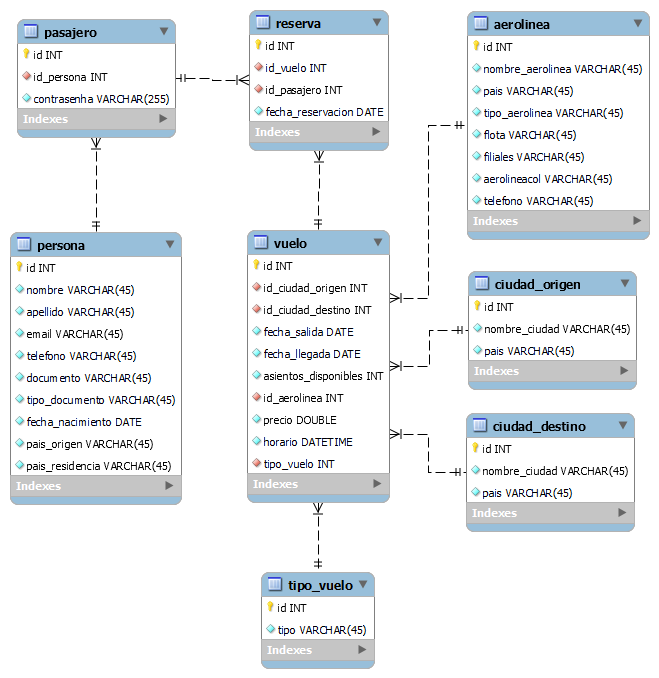 pasajero
id INT
id_persona INT
contrasenha VARCHAR(255)
Indexes
reserva
id INT
id_vuelo INT
id_pasajero INT
fecha_reservacion DATE
Indexes
aerolinea
id INT
nombre_aerolinea VARCHAR(45)
pais VARCHAR(45)
tipo_aerolinea VARCHAR(45)
flota VARCHAR(45)
filiales VARCHAR(45)
aerolineacol VARCHAR(45)
telefono VARCHAR(45)
Indexes
persona
id INT
nombre VARCHAR(45)
apellido VARCHAR(45)
email VARCHAR(45)
telefono VARCHAR(45)
documento VARCHAR(45)
tipo_documento VARCHAR(45)
fecha_nacimiento DATE
pais_origen VARCHAR(45)
pais_residencia VARCHAR(45)
Indexes
vuelo
id INT
id_ciudad_origen INT
id_ciudad_destino INT
fecha_salida DATE
fecha_llegada DATE
asientos_disponibles INT
id_aerolinea INT
precio DOUBLE
horario DATETIME
tipo_vuelo INT
Indexes
ciudad_origen
id INT
nombre_ciudad VARCHAR(45)
pais VARCHAR(45)
Indexes
ciudad_destino
id INT
nombre_ciudad VARCHAR(45)
pais VARCHAR(45)
Indexes
tipo_vuelo
id INT
tipo VARCHAR(45)
Indexes